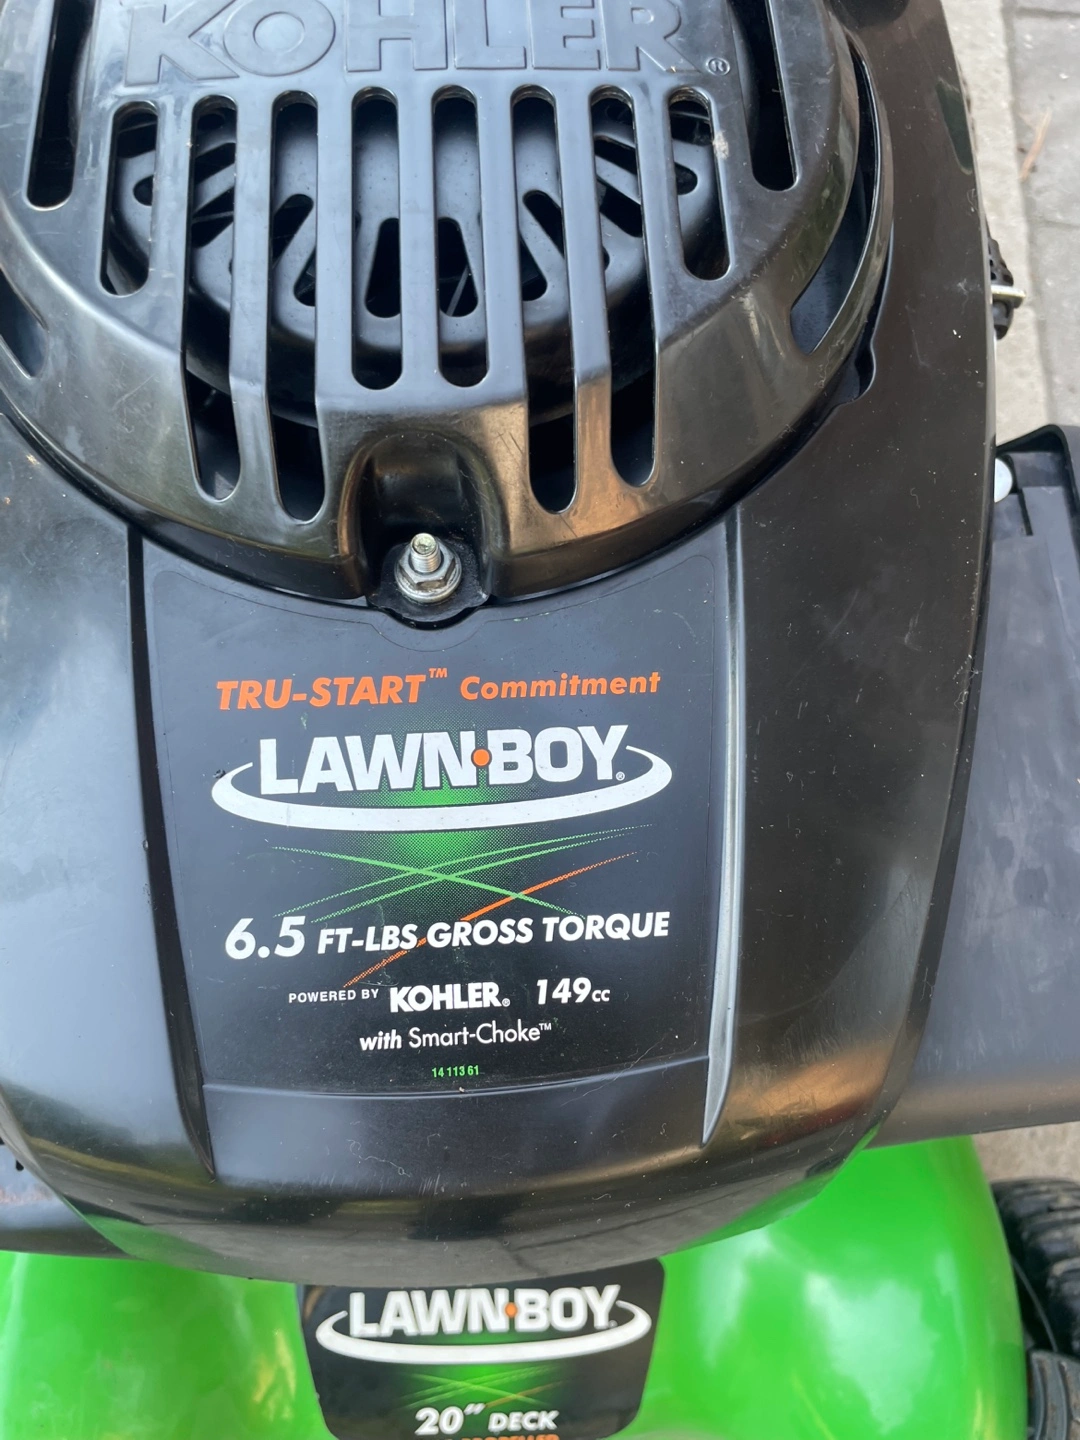 KOHLER®
TRU-START™ Commitment
LAWN-BOY®
6.5 FT-LBS GROSS TORQUE
POWERED BY KOHLER® 149cc
with Smart-Choke™
14 113 61
LAWN-BOY
20" DECK
PROPELLED